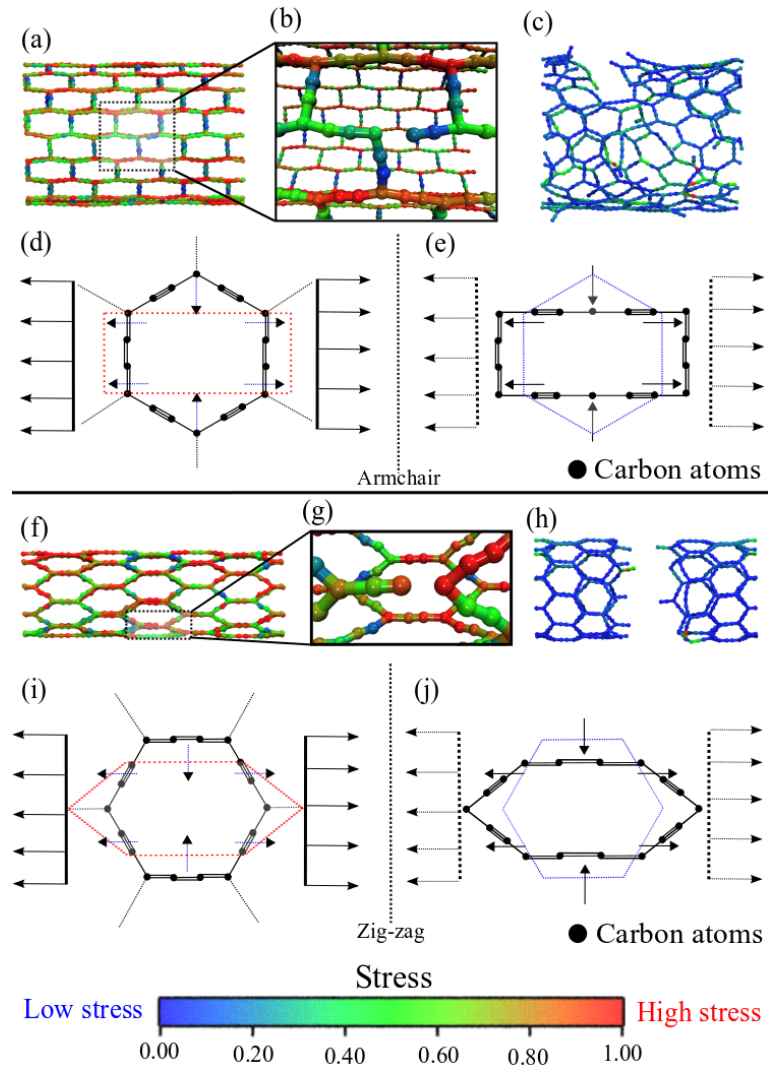 (a)
(b)
(c)
(d)
(e)
Armchair
Carbon atoms
(f)
(g)
(h)
(i)
(j)
Zig-zag
Carbon atoms
Stress
Low stress
High stress
0.00 0.20 0.40 0.60 0.80 1.00